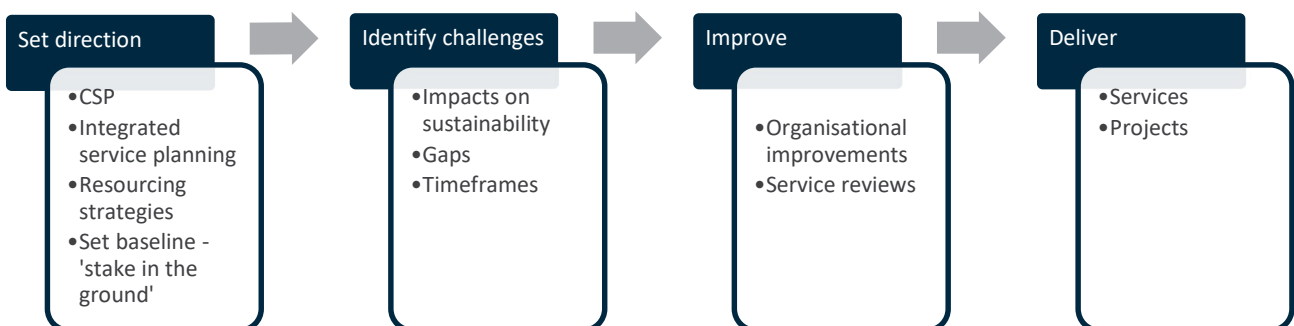 Set direction
•CSP
•Integrated
service planning
•Resourcing
strategies
•Set baseline -
'stake in the
ground'
Identify challenges
•Impacts on
sustainability
•Gaps
•Timeframes
Improve
•Organisational
improvements
•Service reviews
Deliver
•Services
•Projects